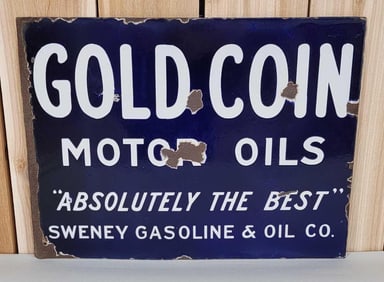 GOLD COIN
MOTOR OILS
"ABSOLUTELY THE BEST"
SWENEY GASOLINE & OIL CO.